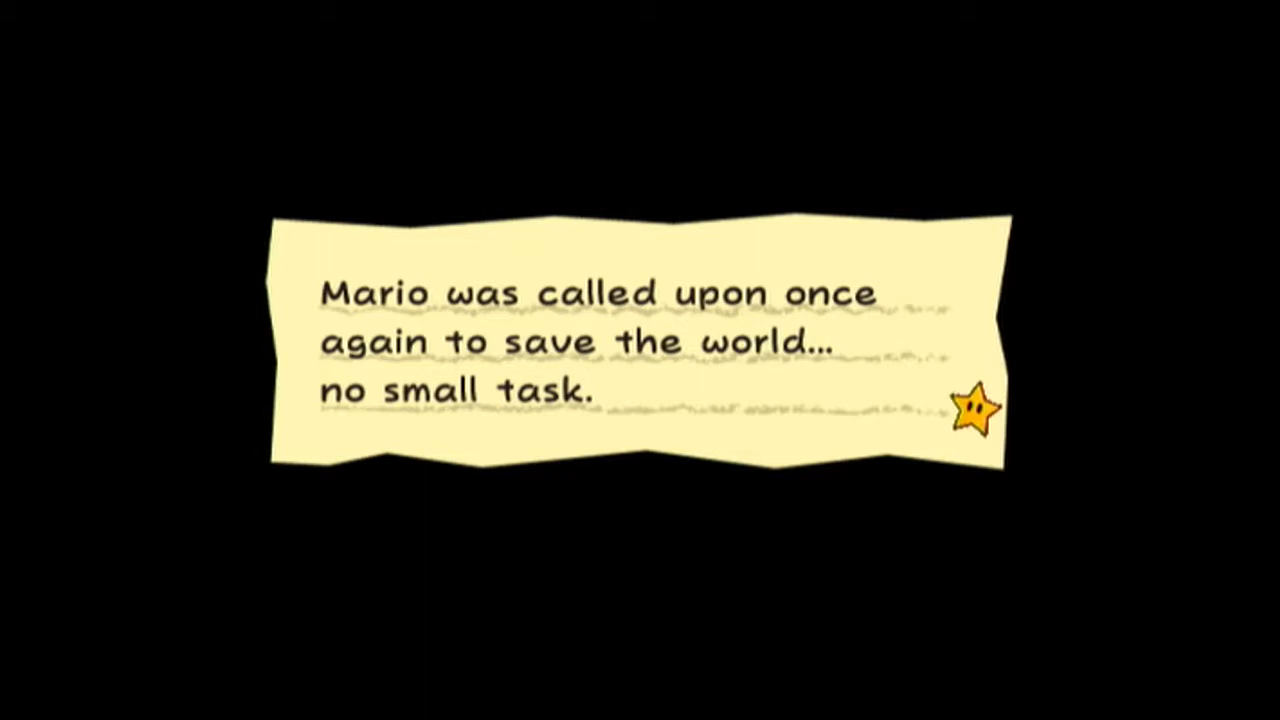 Mario was called upon once
again to save the world...
no small task.